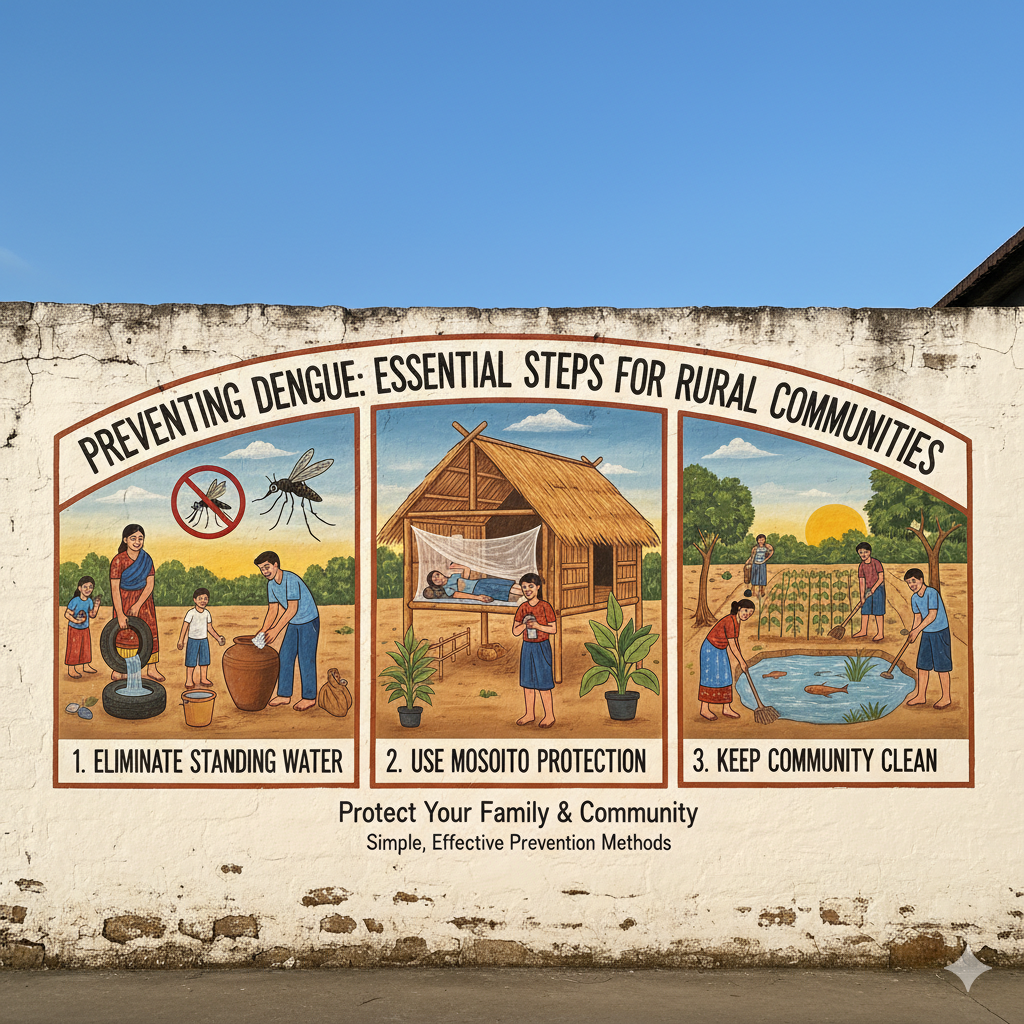 PREVENTING DENGUE: ESSENTIAL STEPS FOR RURAL COMMUNITIES
1. ELIMINATE STANDING WATER
2. USE MOSOITO PROTECTION
3. KEEP COMMUNITY CLEAN
Protect Your Family & Community
Simple, Effective Prevention Methods